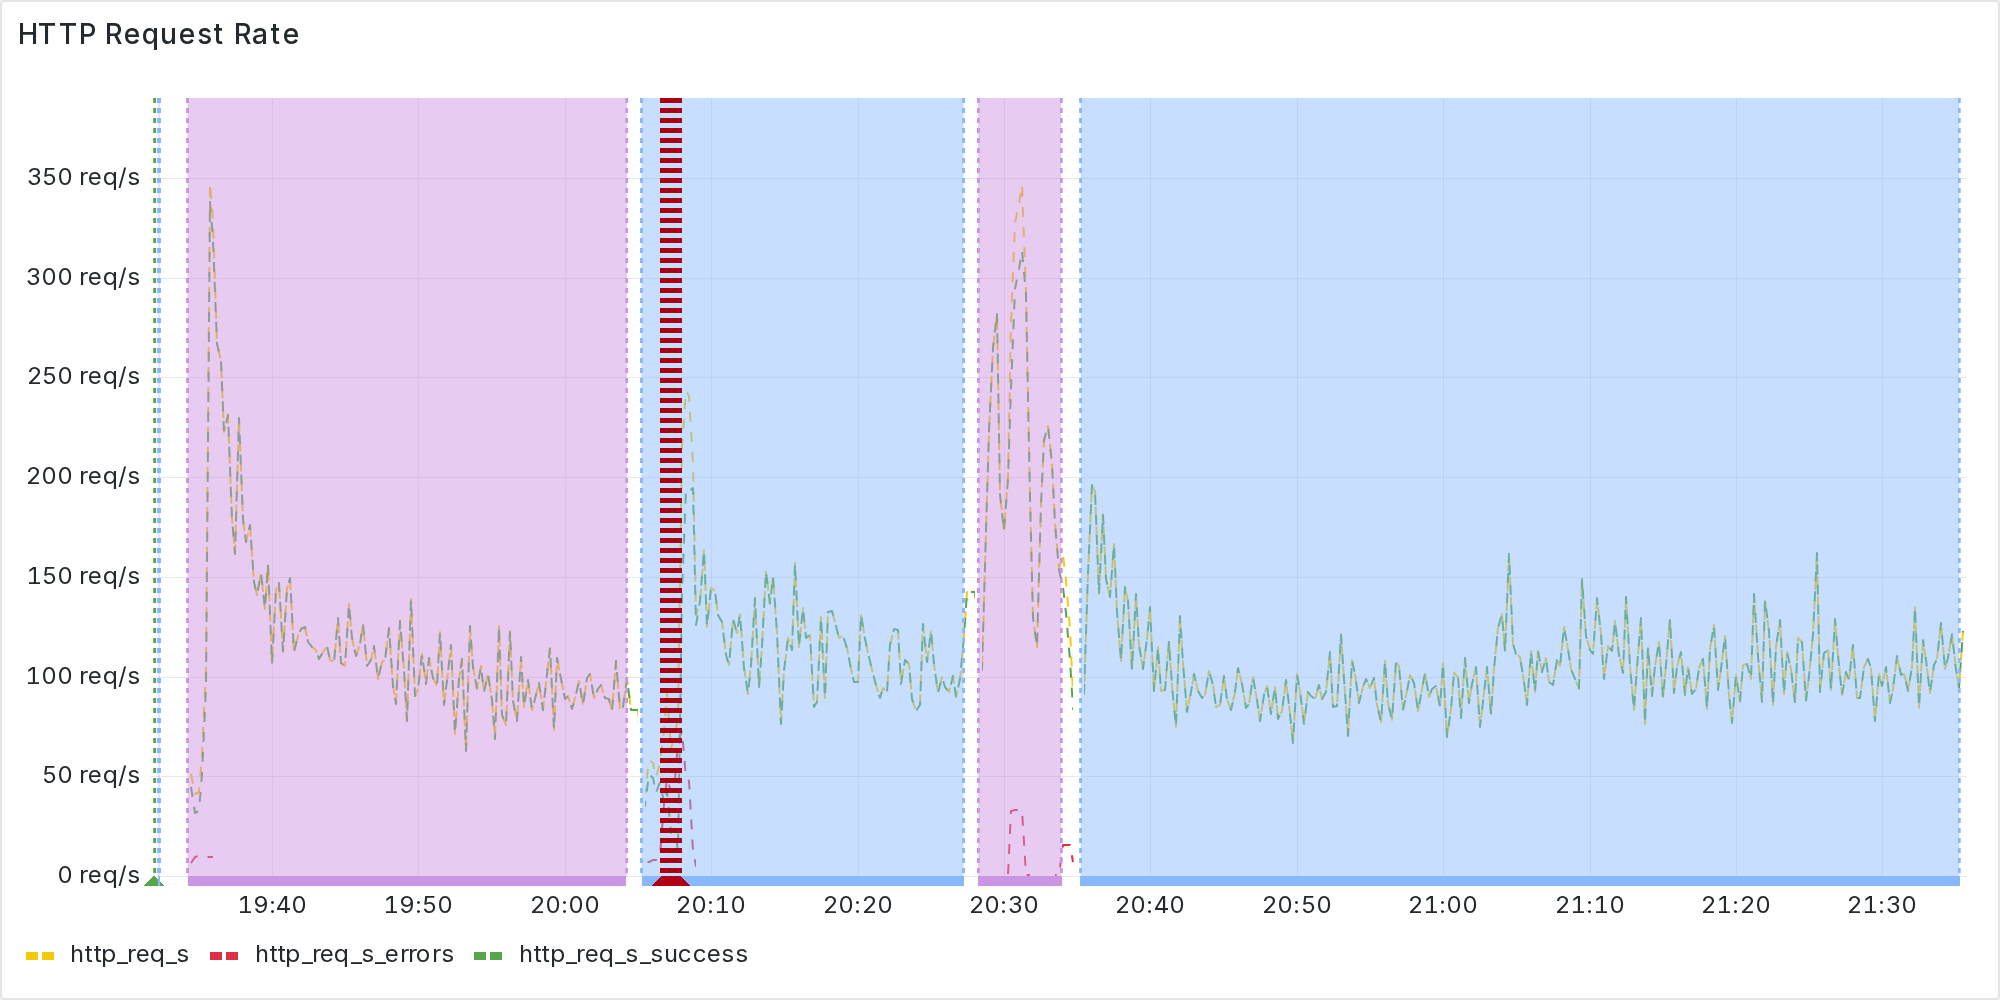 HTTP Request Rate
350 req/s
300 req/s
250 req/s
200 req/s
150 req/s
100 req/s
50 req/s
0 req/s
19:40 19:50 20:00 20:10 20:20 20:30 20:40 20:50 21:00 21:10 21:20 21:30
http_req_s http_req_s_errors http_req_s_success